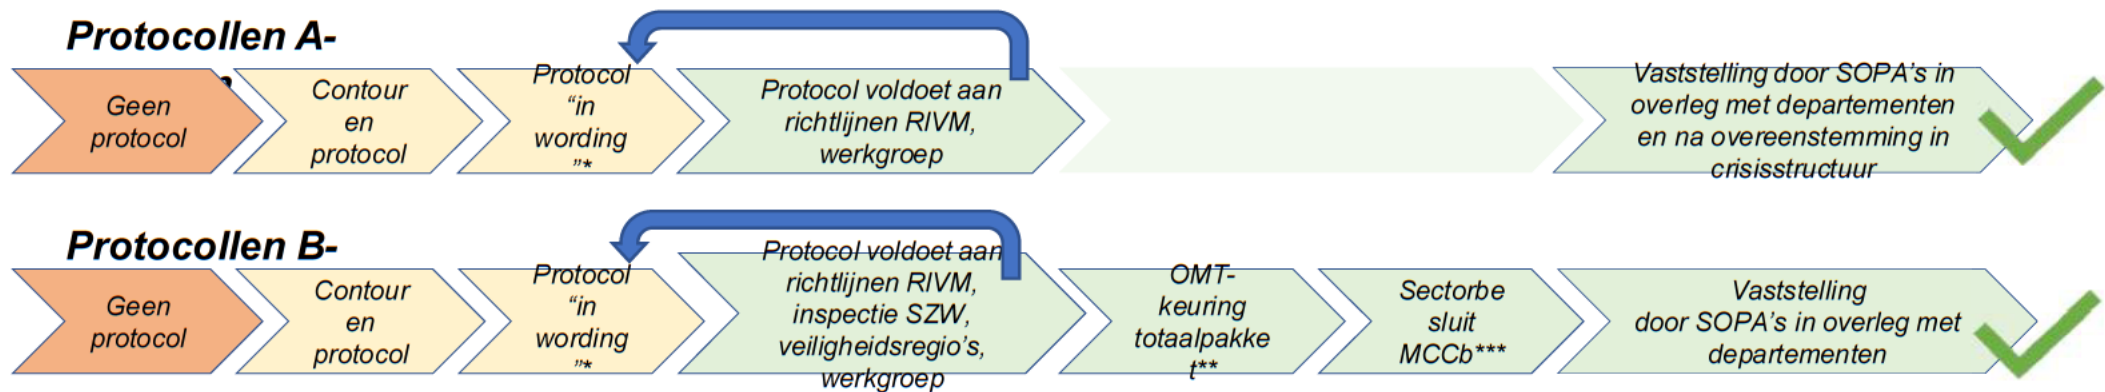 Protocollen A-
Geen
protocol
Contour
en
protocol
Protocol
“in
wording
”*
Protocol voldoet aan
richtlijnen RIVM,
werkgroep
Vaststelling door SOPA’s in
overleg met departementen
en na overeenstemming in
crisisstructuur
Protocollen B-
Geen
protocol
Contour
en
protocol
Protocol
“in
wording
”*
Protocol voldoet aan
richtlijnen RIVM,
inspectie SZW,
veiligheidsregio’s,
werkgroep
OMT-
keuring
totaalpakke
t**
Sectorbe
sluit
MCCb***
Vaststelling
door SOPA’s in overleg met
departementen